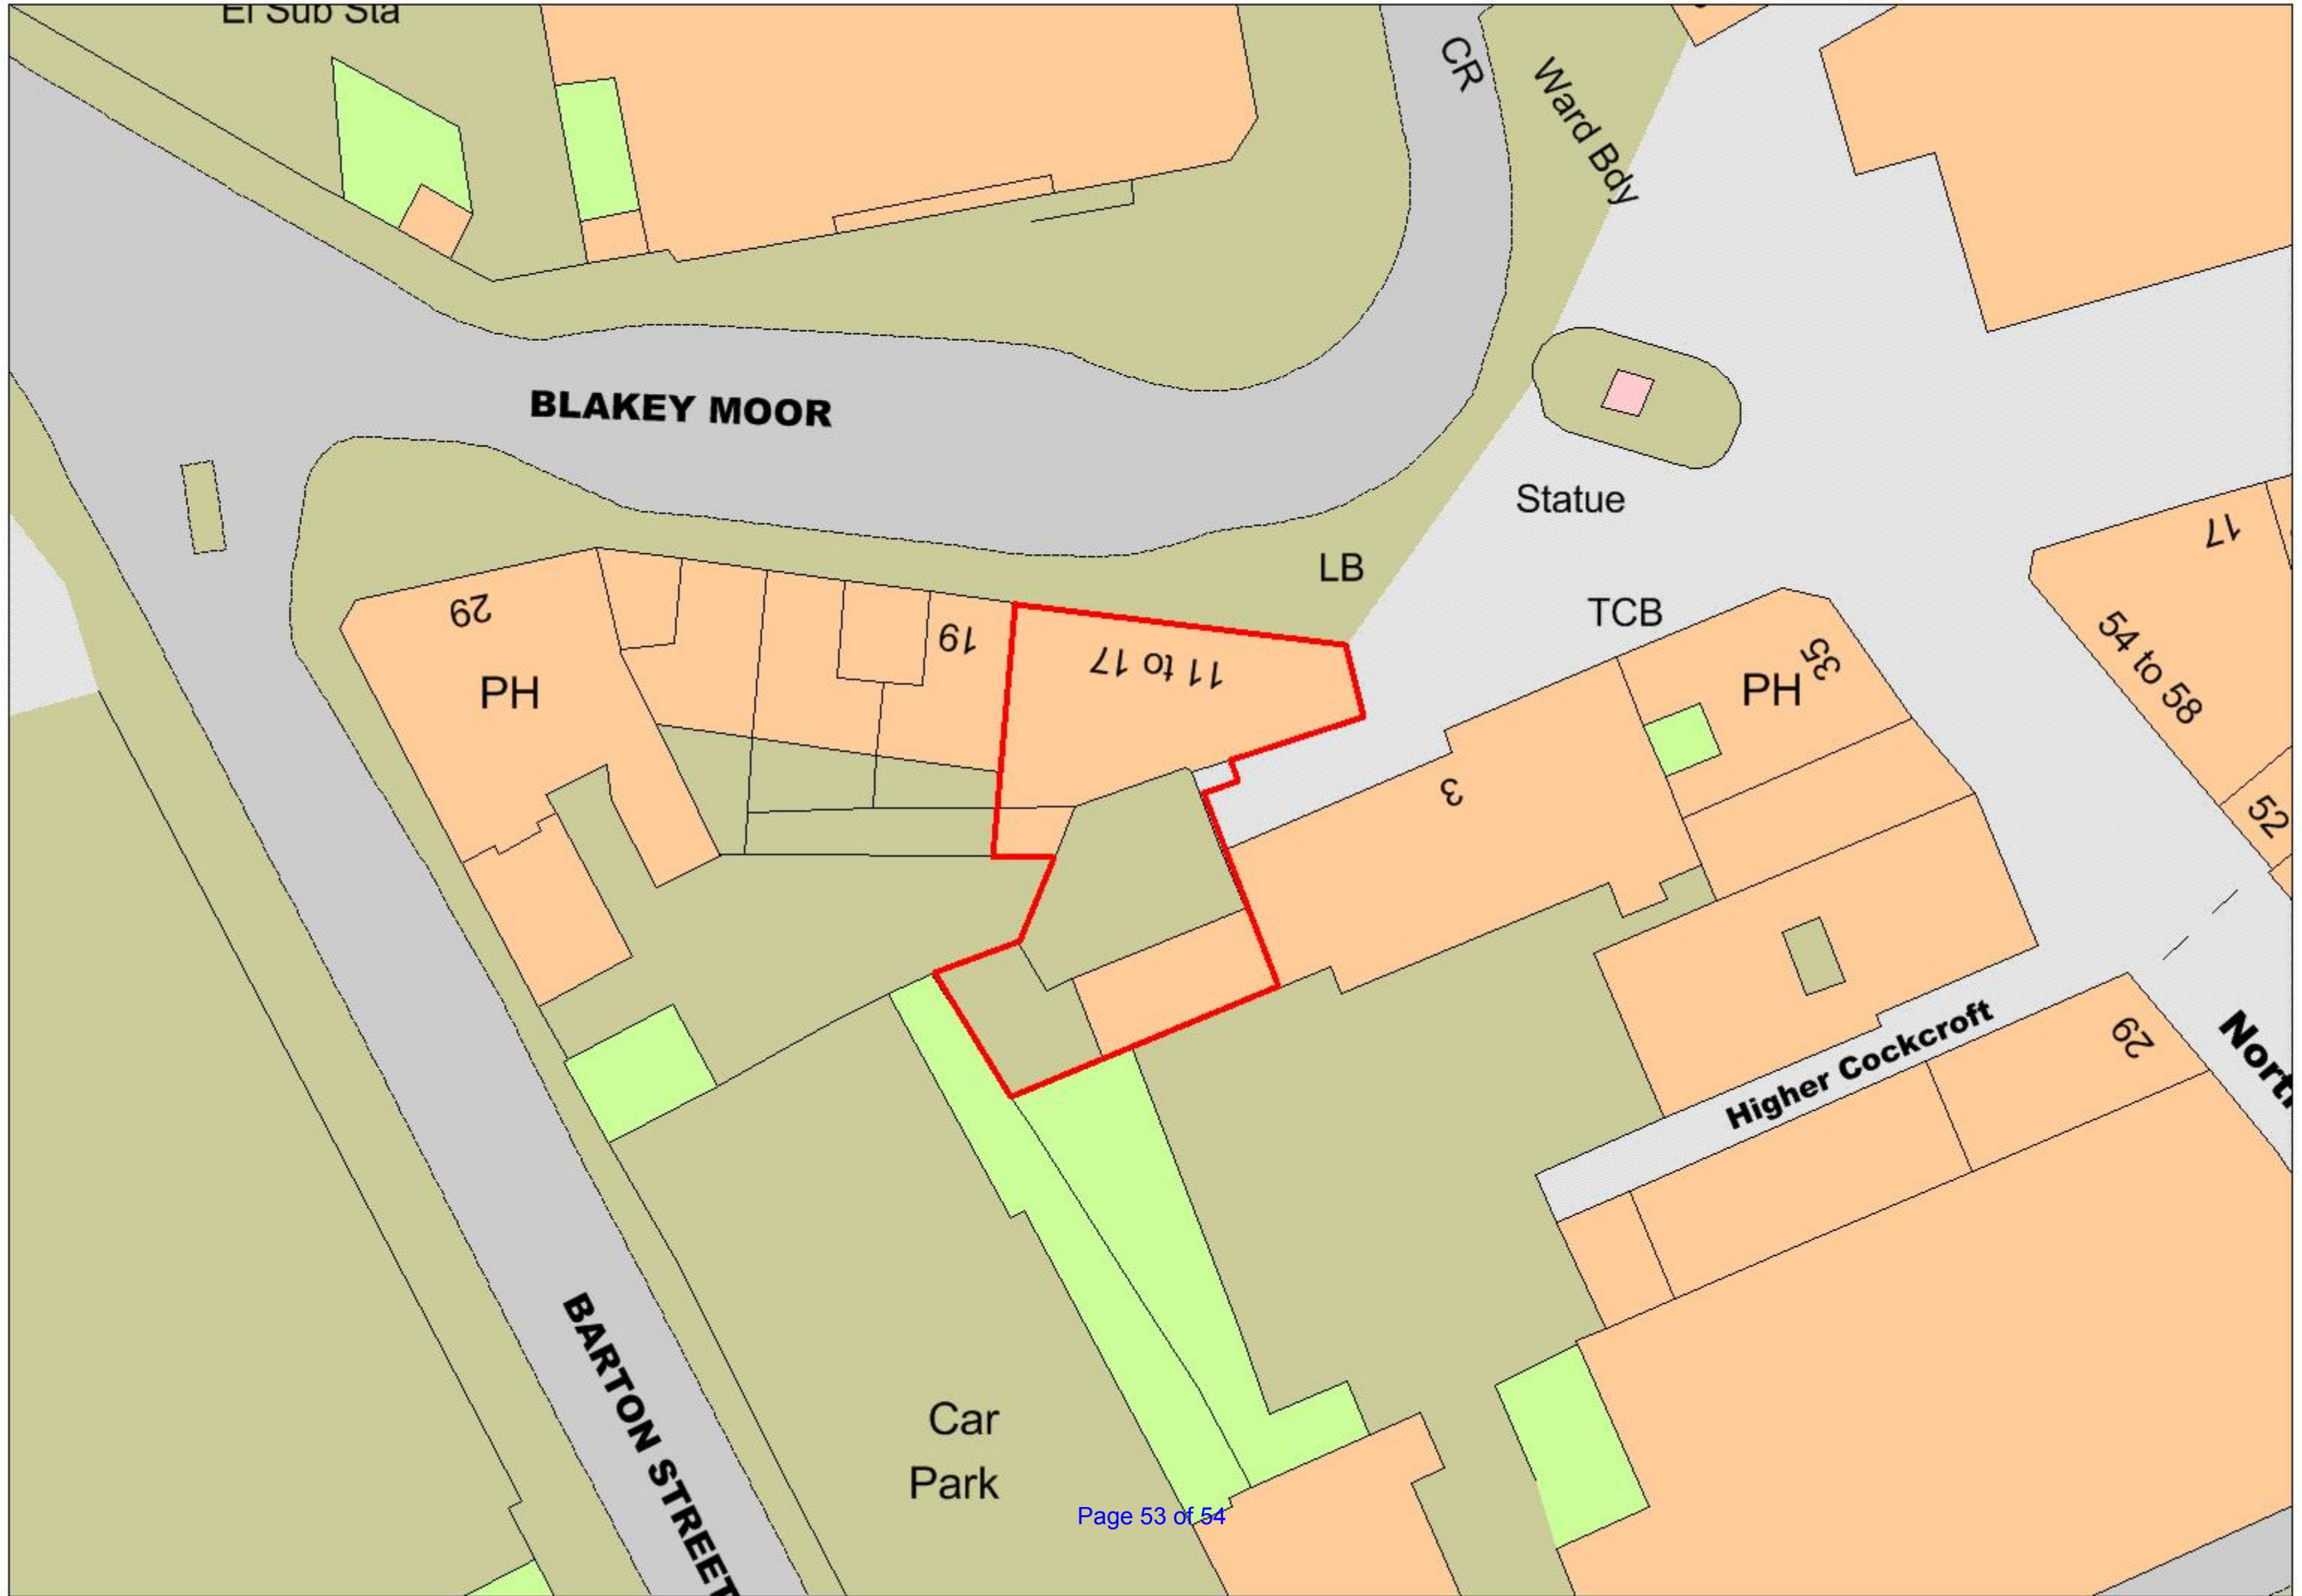 El Sub Sta
CR
Ward Bdy
BLAKEY MOOR
Statue
17
LB
29
TCB
19
11 to 17
35
54 to 58
PH
PH
3
52
Higher Cockcroft
29
BARTON STREET
Car
Park
Page 53 of 54